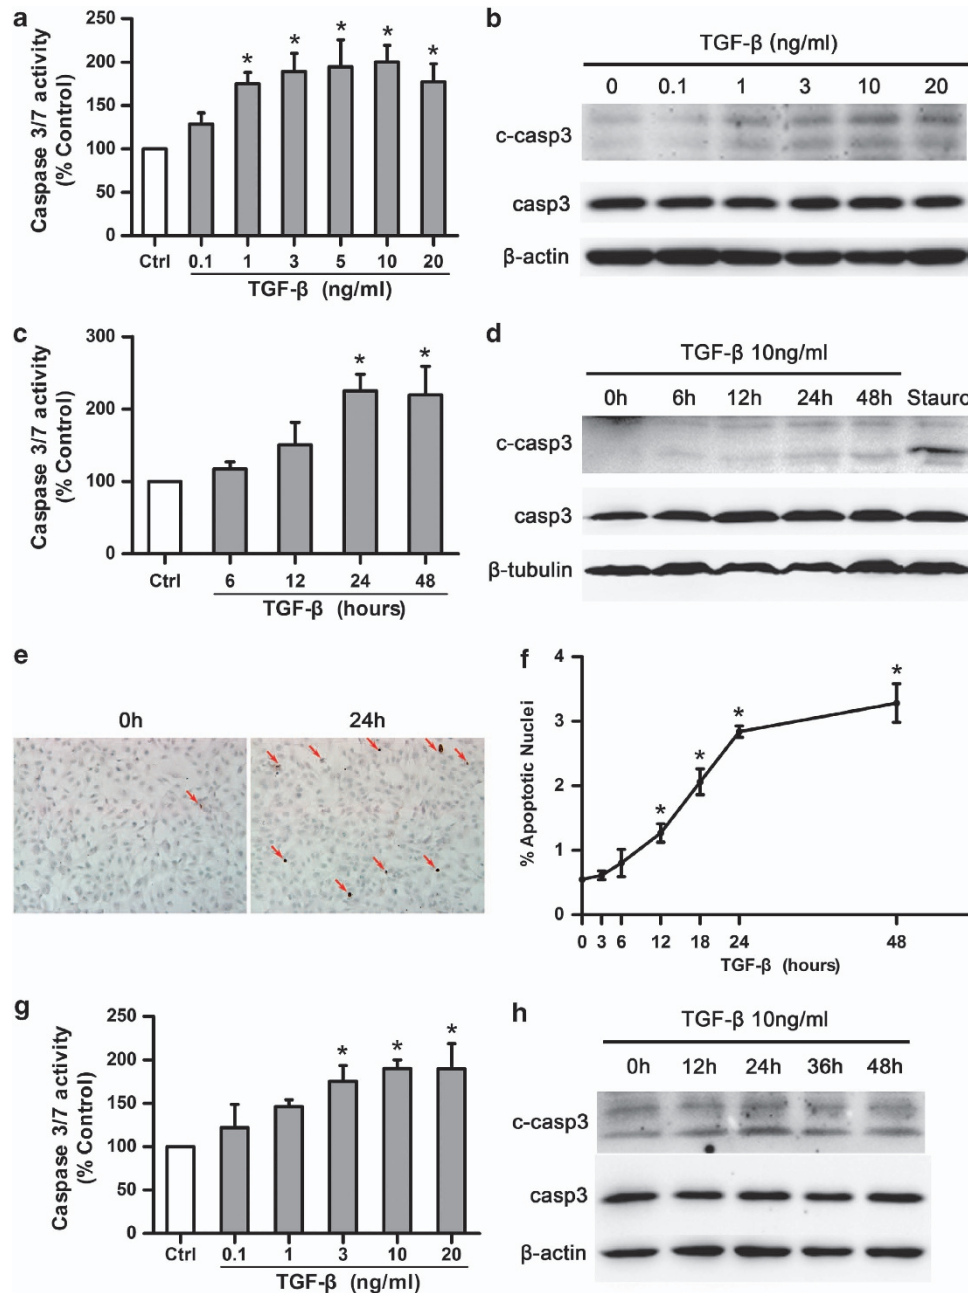 a
250
200
150
100
50
0
Caspase 3/7 activity
(% Control)
* * * * *
Ctrl 0.1 1 3 5 10 20
TGF-β (ng/ml)
b
TGF-β (ng/ml)
0 0.1 1 3 10 20
c-casp3
casp3
β-actin
c
300
200
100
0
Caspase 3/7 activity
(% Control)
* *
Ctrl 6 12 24 48
TGF-β (hours)
d
TGF-β 10ng/ml
0h 6h 12h 24h 48h Stauro
c-casp3
casp3
β-tubulin
e
0h 24h
f
4
3
2
1
0
% Apoptotic Nuclei
* * * *
0 3 6 12 18 24 48
TGF-β (hours)
g
250
200
150
100
50
0
Caspase 3/7 activity
(% Control)
* * *
Ctrl 0.1 1 3 10 20
TGF-β (ng/ml)
h
TGF-β 10ng/ml
0h 12h 24h 36h 48h
c-casp3
casp3
β-actin